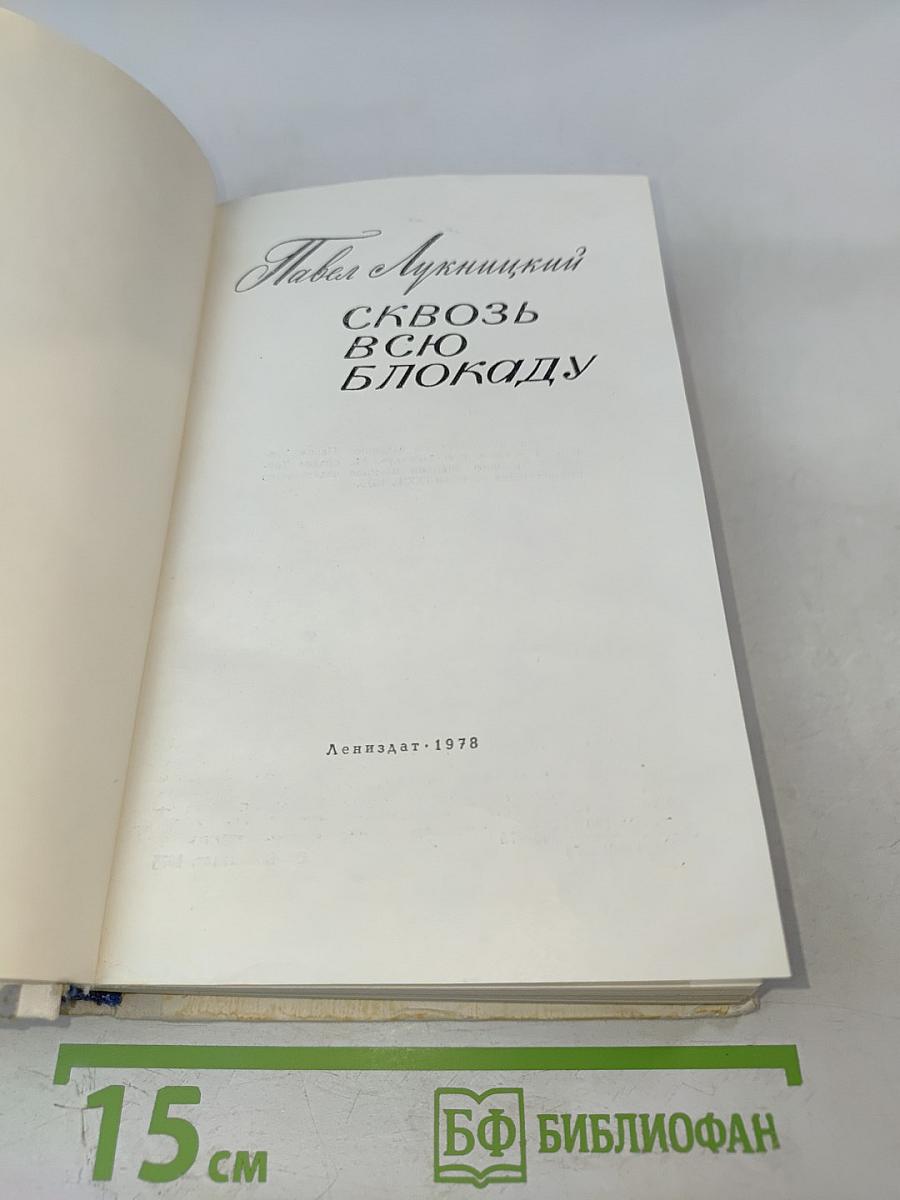 Павел Лукницкий
СКВОЗЬ
ВСЮ
БЛОКАДУ
Лениздат · 1978
15 см
БФ БИБЛИОФАН